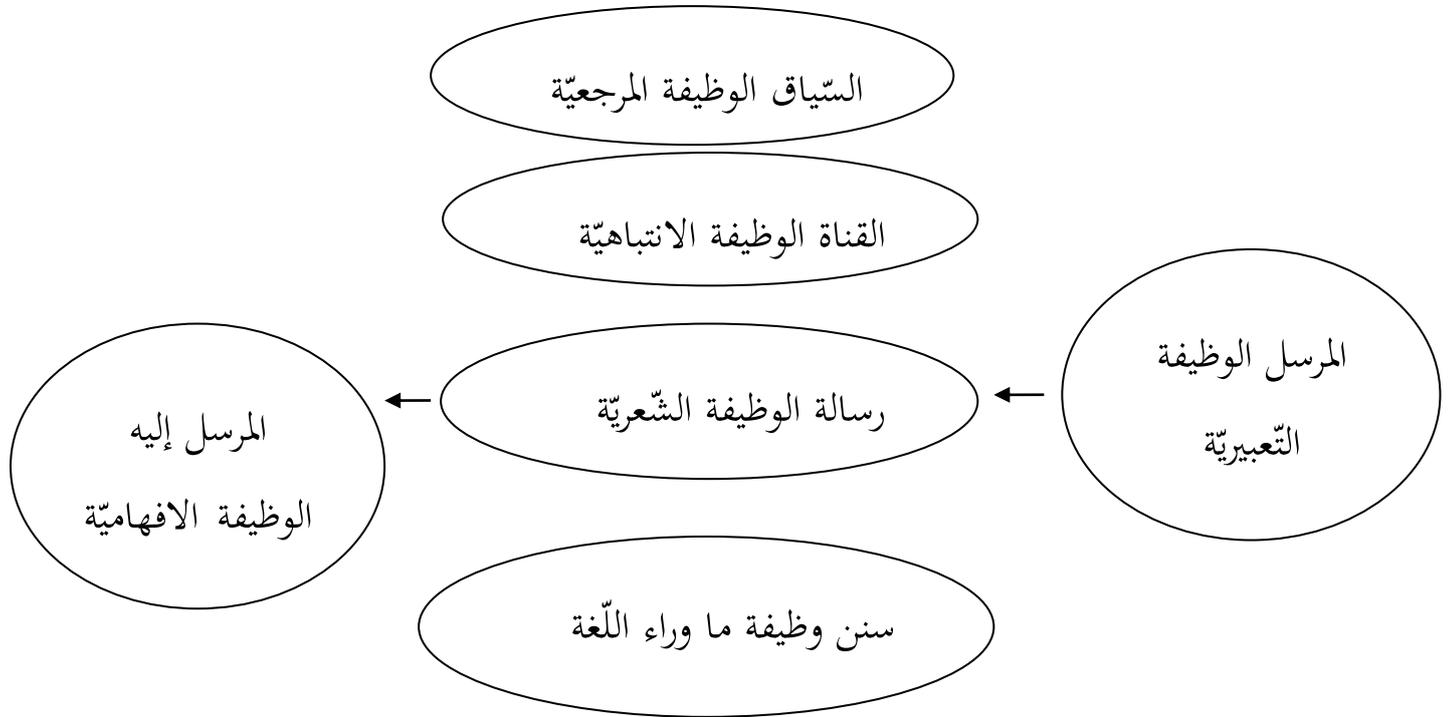 السّياق الوظيفة المرجعيّة
القناة الوظيفة الانتباهيّة
المرسل الوظيفة
التّعبيريّة
رسالة الوظيفة الشّعريّة
المرسل إليه
الوظيفة الافهاميّة
سنن وظيفة ما وراء اللّغة